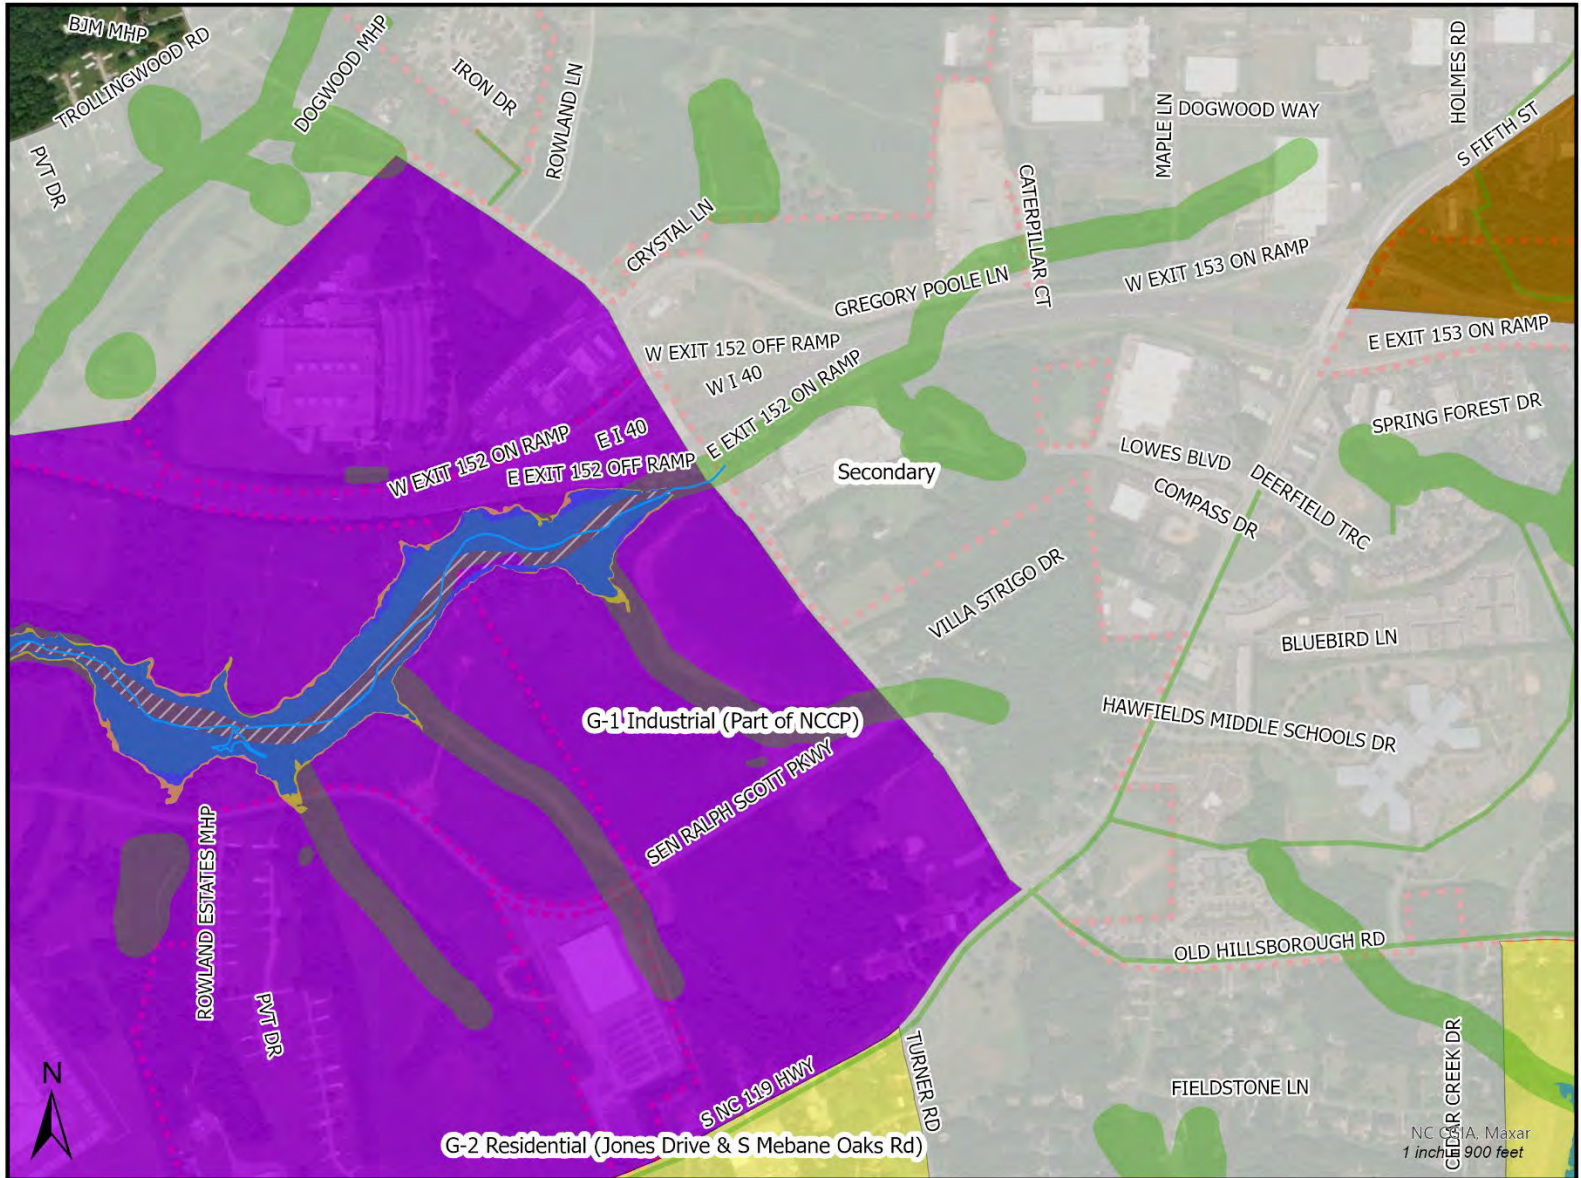 BJM MHP
TROLLINGWOOD RD
DOGWOOD MHP
IRON DR
ROWLAND LN
PVT DR
CRYSTAL LN
DOGWOOD WAY
MAPLE LN
HOLMES RD
S FIFTH ST
CATERPILLAR CT
GREGORY POOLE LN
W EXIT 153 ON RAMP
E EXIT 153 ON RAMP
W EXIT 152 OFF RAMP
W I 40
E EXIT 152 ON RAMP
E I 40
W EXIT 152 ON RAMP
E EXIT 152 OFF RAMP
Secondary
SPRING FOREST DR
LOWES BLVD
DEERFIELD TRC
COMPASS DR
VILLA STRIGO DR
BLUEBIRD LN
HAWFIELDS MIDDLE SCHOOLS DR
G-1 Industrial (Part of NCCP)
SEN RALPH SCOTT PKWY
ROWLAND ESTATES MHP
PVT DR
OLD HILLSBOROUGH RD
CEDAR CREEK DR
TURNER RD
FIELDSTONE LN
S NC 119 HWY
G-2 Residential (Jones Drive & S Mebane Oaks Rd)
N
NC CGIA, Maxar
1 inch = 900 feet